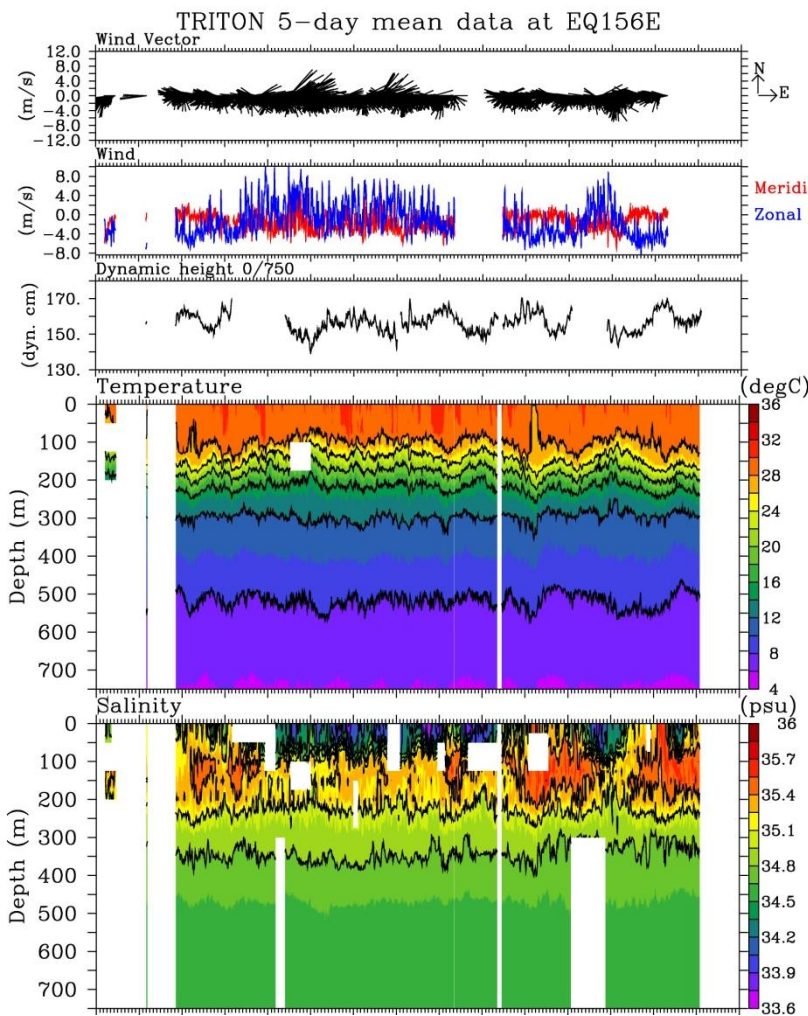 TRITON 5-day mean data at EQ156E
Wind Vector
12.0
8.0
4.0
0.0
-4.0
-8.0
-12.0
(m/s)
N
E
Wind
8.0
4.0
0.0
-4.0
-8.0
(m/s)
Meridi
Zonal
Dynamic height 0/750
170.
150.
130.
(dyn. cm)
Temperature
(degC)
0
100
200
300
400
500
600
700
Depth (m)
36
32
28
24
20
16
12
8
4
Salinity
(psu)
0
100
200
300
400
500
600
700
Depth (m)
36
35.7
35.4
35.1
34.8
34.5
34.2
33.9
33.6